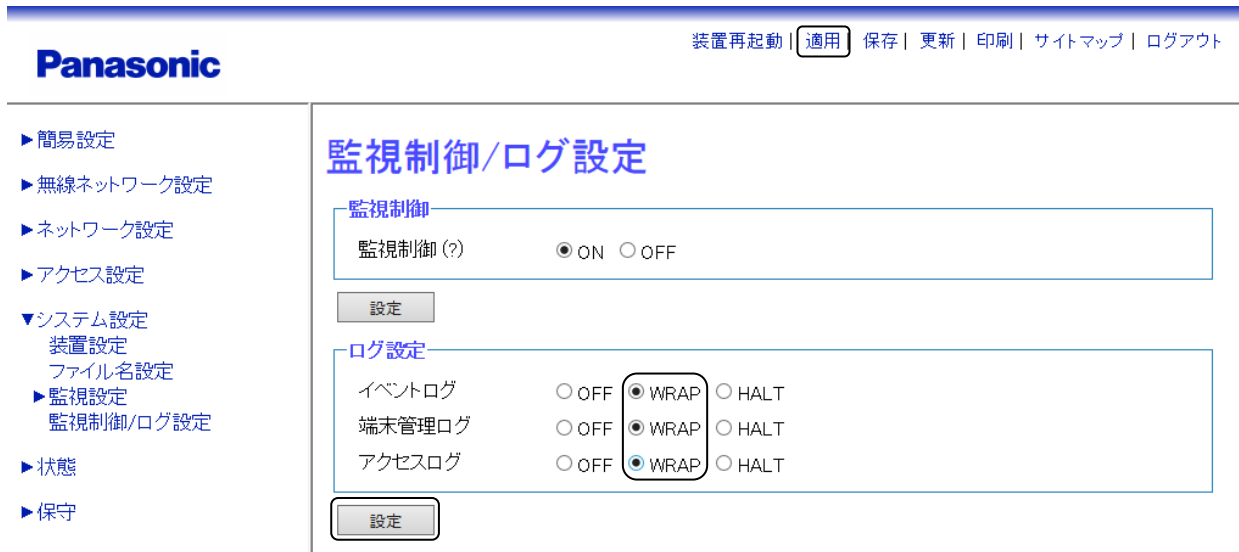 装置再起動 | 適用 | 保存 | 更新 | 印刷 | サイトマップ | ログアウト
Panasonic
▶簡易設定
▶無線ネットワーク設定
▶ネットワーク設定
▶アクセス設定
▼システム設定
装置設定
ファイル名設定
▶監視設定
監視制御/ログ設定
▶状態
▶保守
監視制御/ログ設定
監視制御
監視制御(?) ON OFF
設定
ログ設定
イベントログ OFF WRAP HALT
端末管理ログ OFF WRAP HALT
アクセスログ OFF WRAP HALT
設定